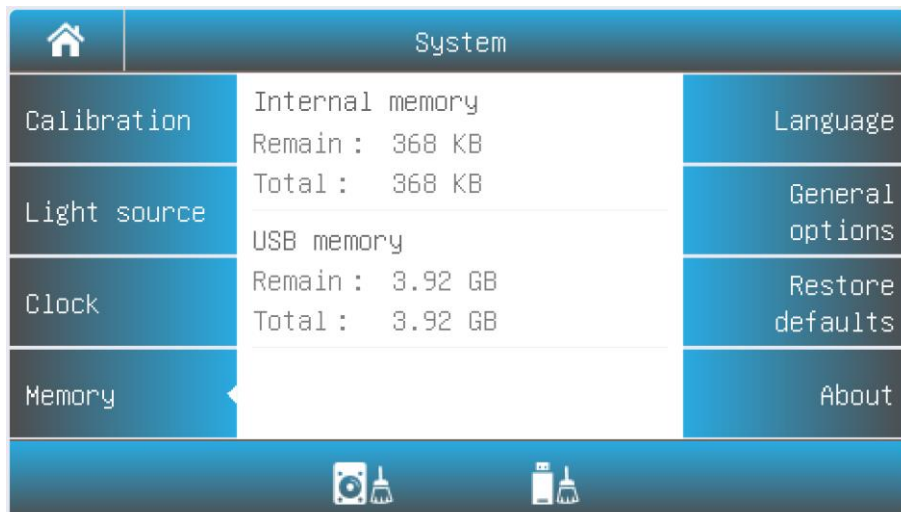 System
Calibration
Light source
Clock
Memory
Internal memory
Remain : 368 KB
Total : 368 KB
USB memory
Remain : 3.92 GB
Total : 3.92 GB
Language
General
options
Restore
defaults
About